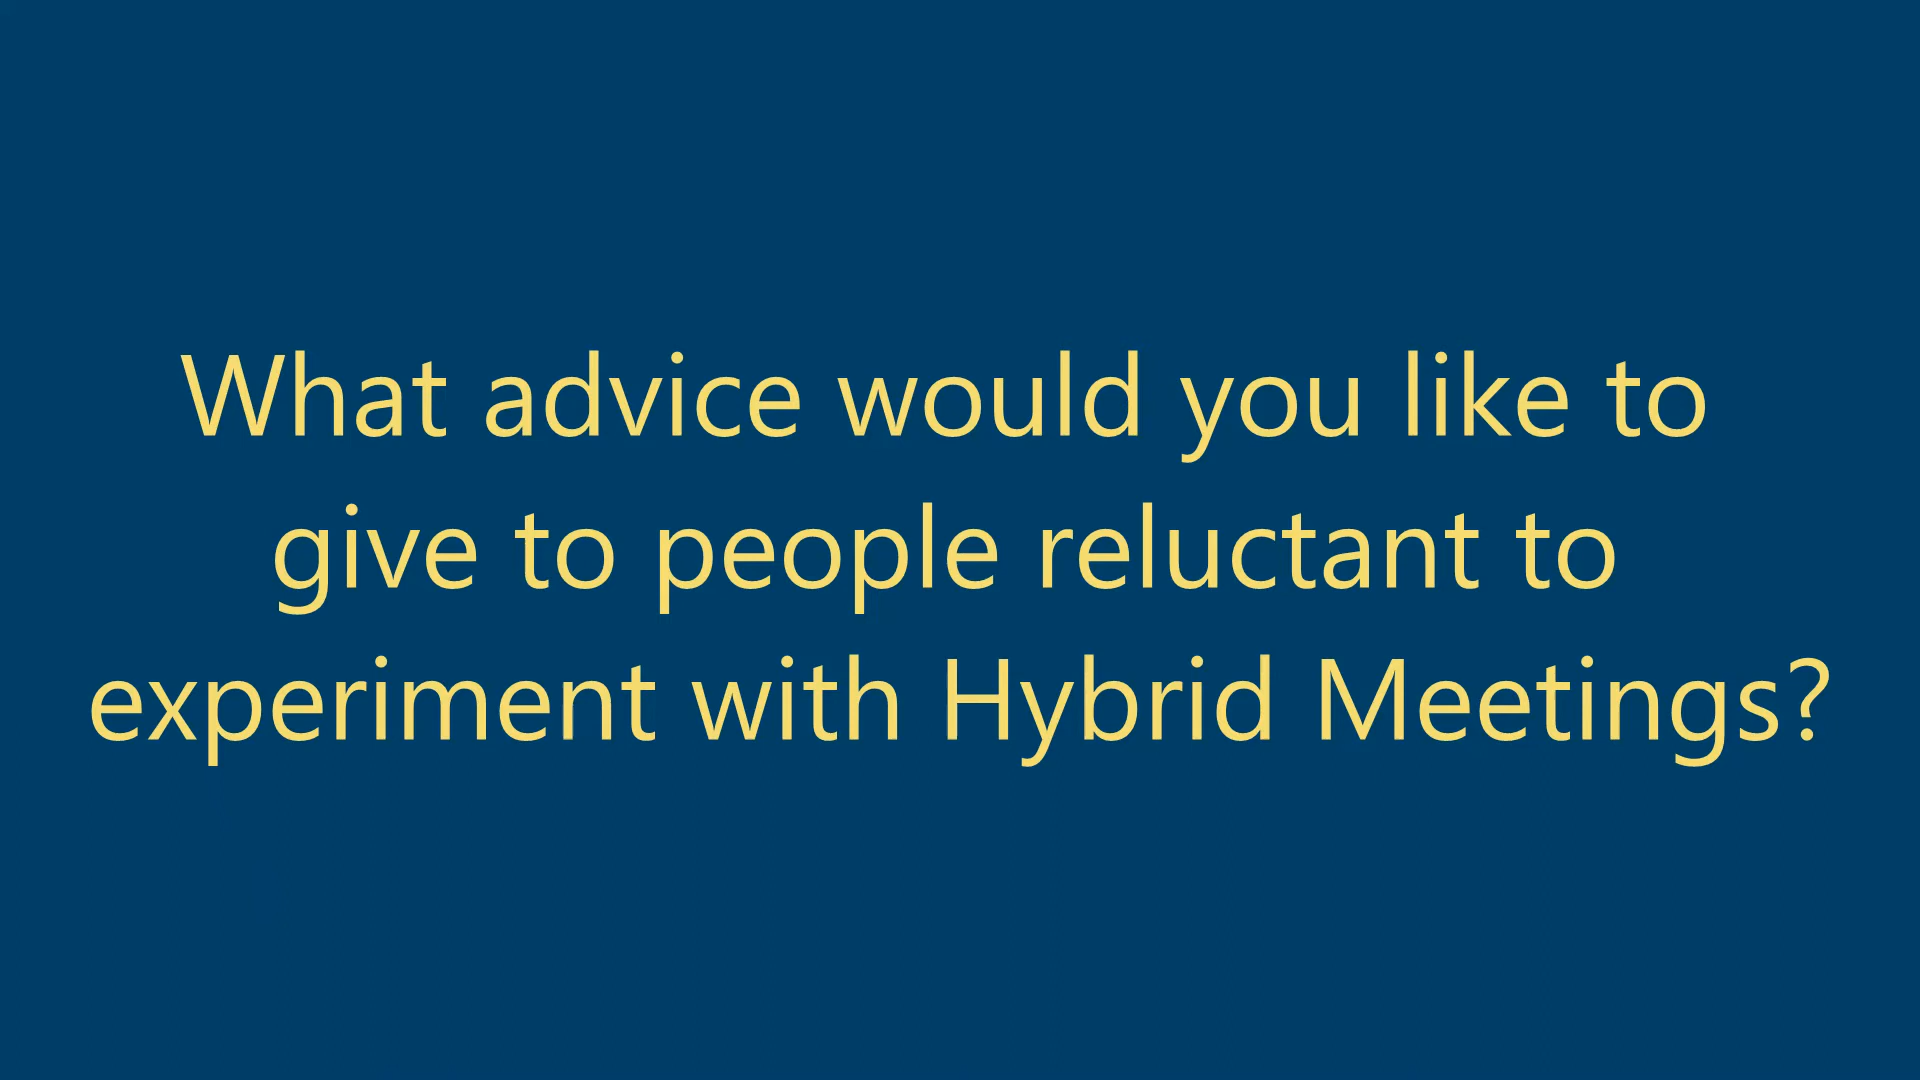 What advice would you like to
give to people reluctant to
experiment with Hybrid Meetings?